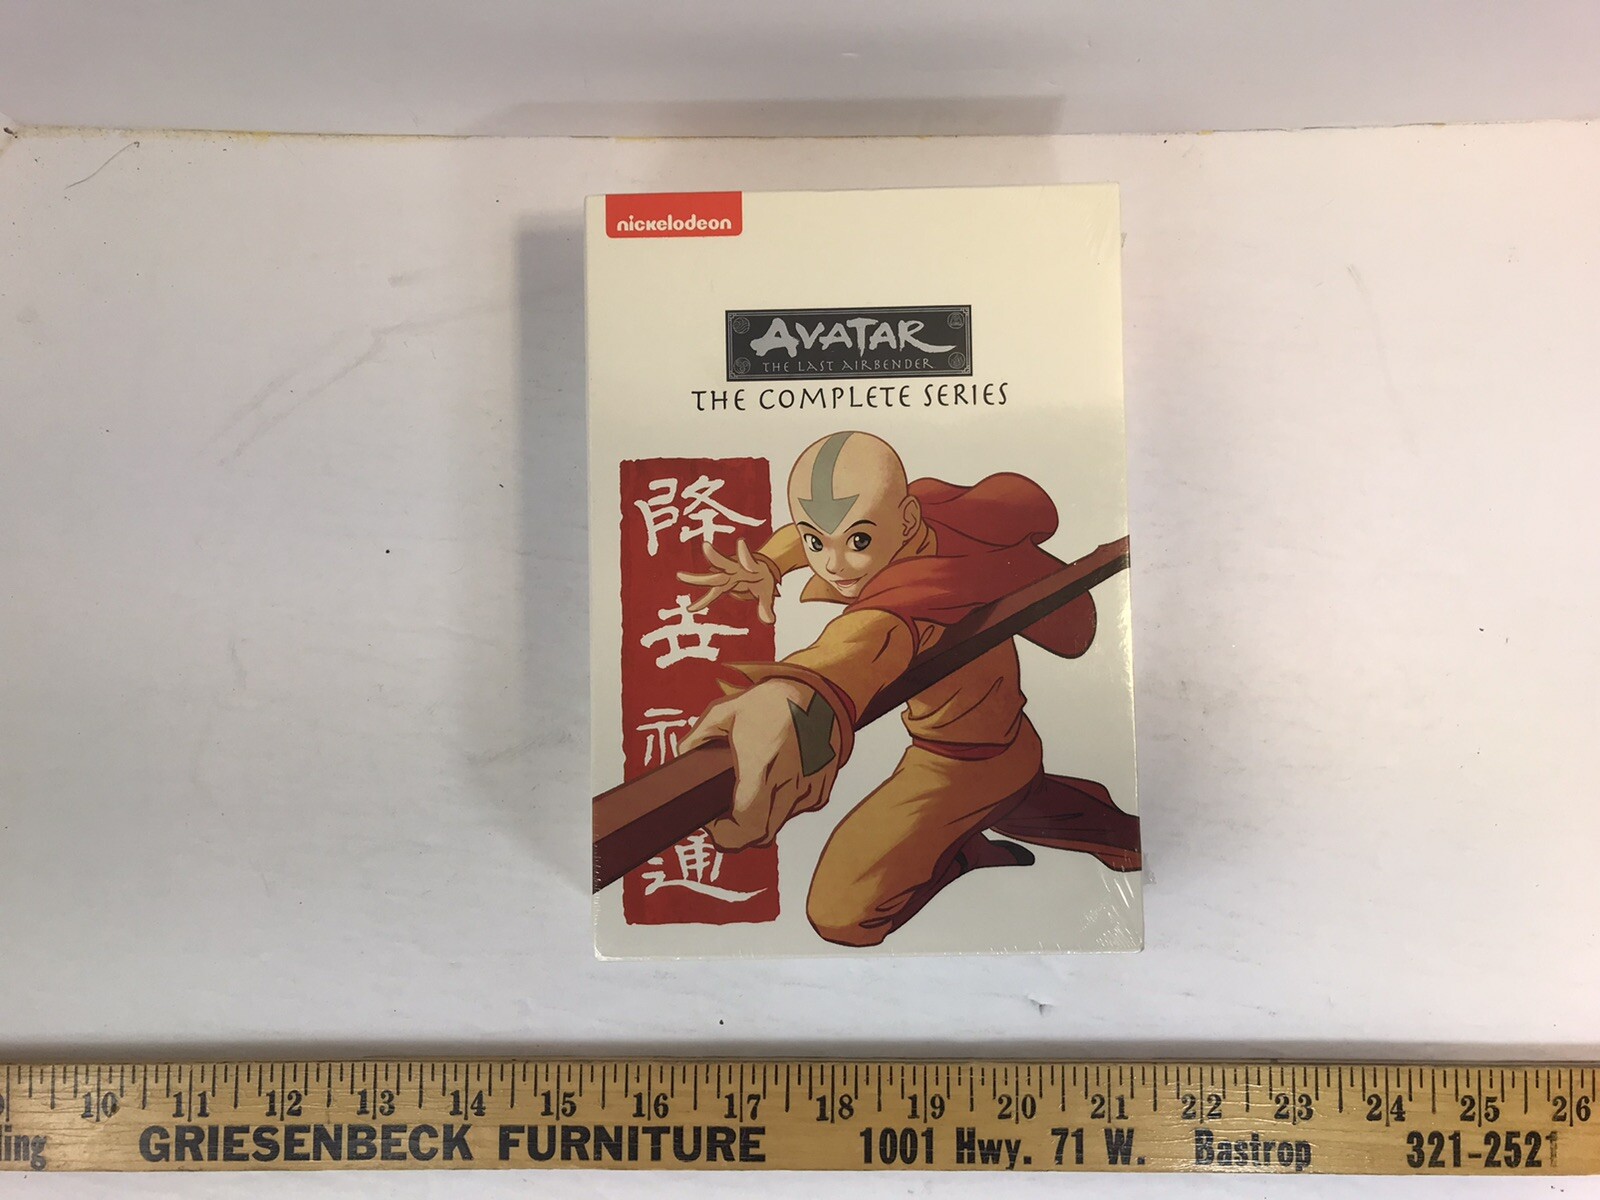 nickelodeon
AVATAR
THE LAST AIRBENDER
THE COMPLETE SERIES
降
世
通
10 11 12 13 14 15 16 17 18 19 20 21 22 23 24 25 26
GRIESENBECK FURNITURE 1001 Hwy. 71 W. Bastrop 321-2521